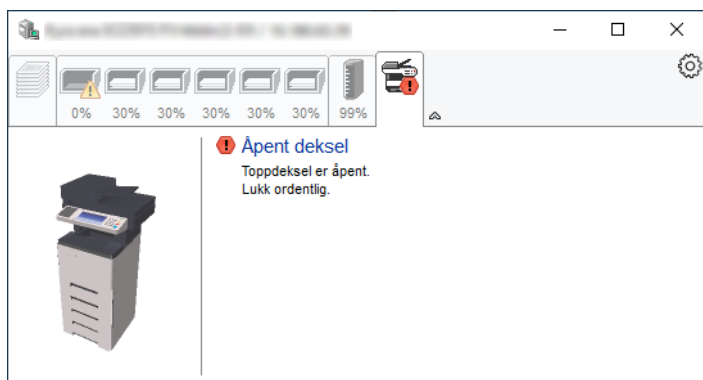 0%
30%
30%
30%
30%
30%
99%
Åpent deksel
Toppdeksel er åpent.
Lukk ordentlig.